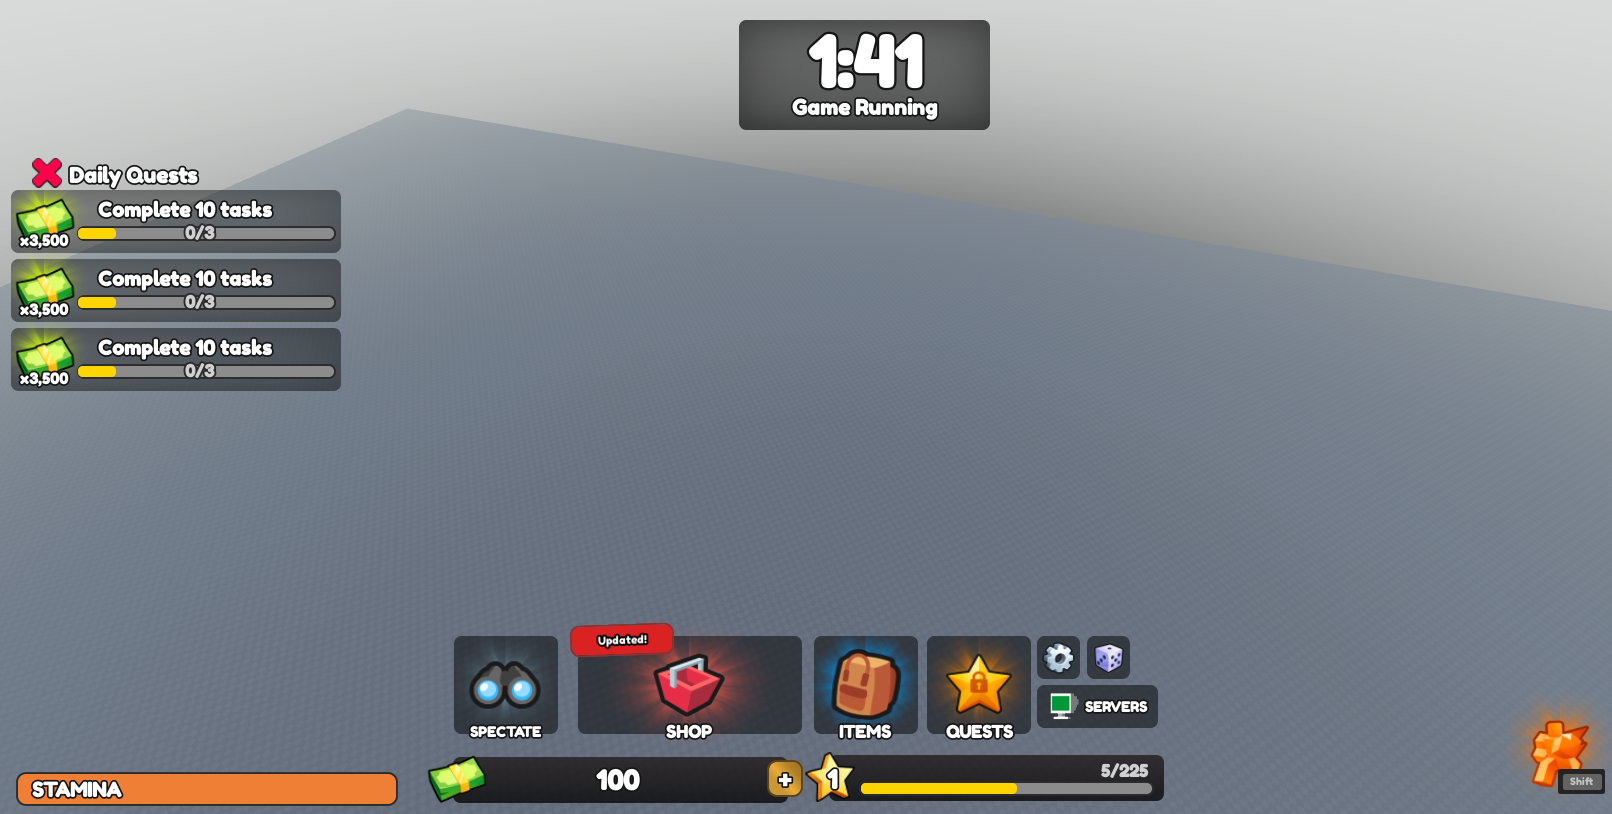 1:41
Game Running
Daily Quests
Complete 10 tasks
0/3
x3,500
Complete 10 tasks
0/3
x3,500
Complete 10 tasks
0/3
x3,500
Updated!
SPECTATE
SHOP
ITEMS
QUESTS
SERVERS
STAMINA
100
+
1
5/225
Shift